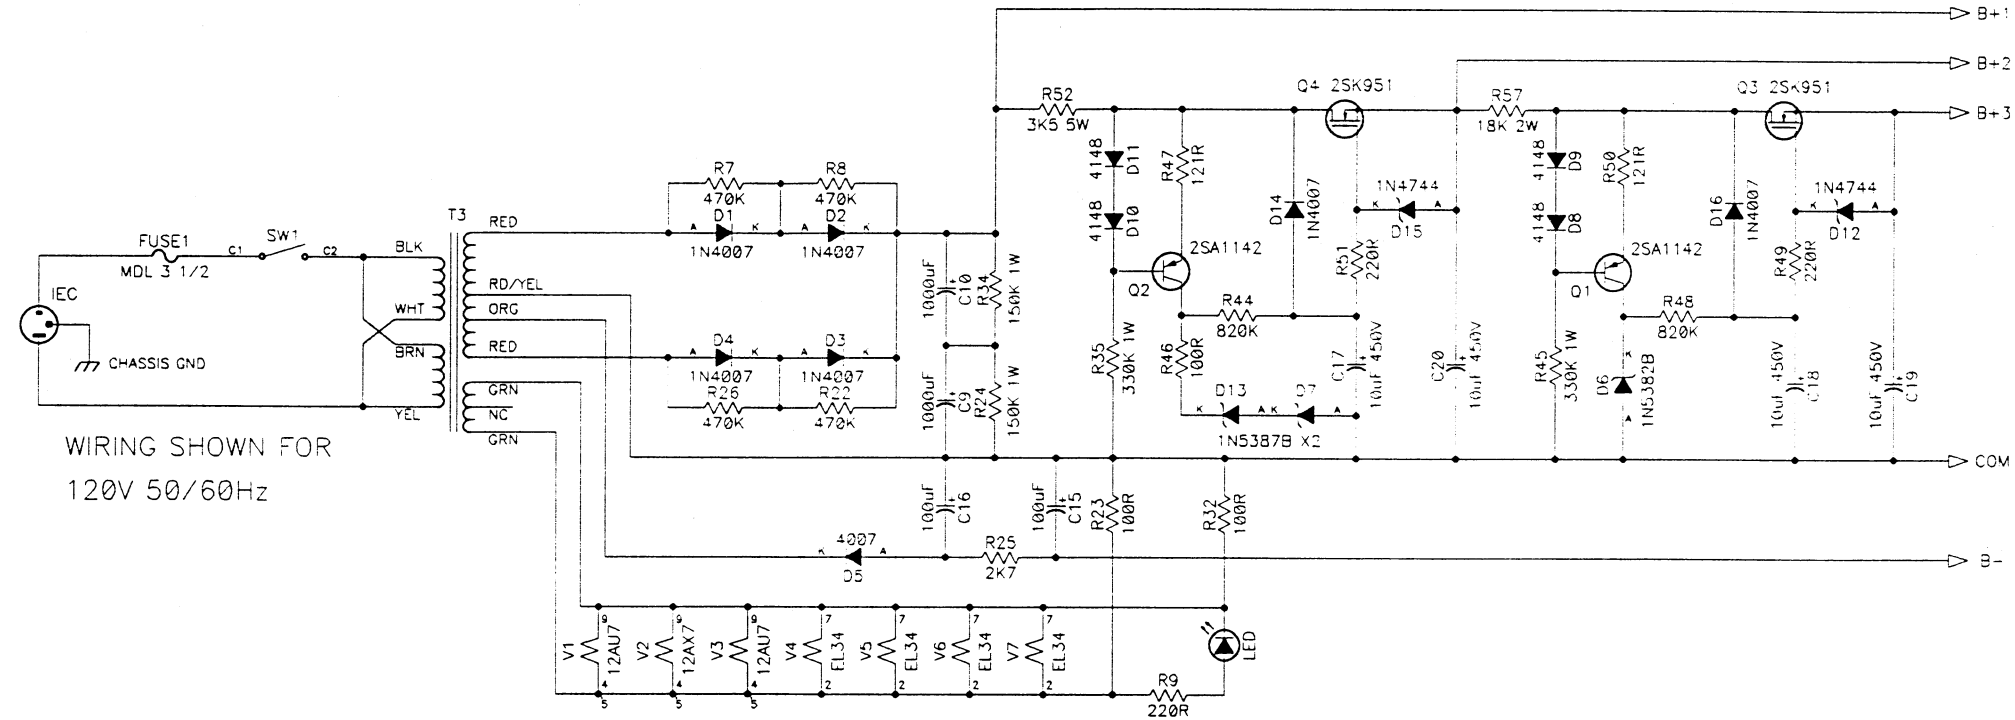 B+1
B+2
B+3
COM
B-
IEC
FUSE1
MDL 3 1/2
C1
SW1
C2
CHASSIS GND
WIRING SHOWN FOR
120V 50/60Hz
T3
BLK
WHT
BRN
YEL
RED
RD/YEL
ORG
RED
GRN
NC
GRN
R7
470K
R8
470K
A D1 K
1N4007
A D2 K
1N4007
A D4 K
1N4007
A D3 K
1N4007
R26
470K
R22
470K
1000uF + C10
R34 150K 1W
1000uF + C9
R24 150K 1W
R52
3K5 5W
4148 D11
4148 D10
R47 121R
2SA1142
Q2
R35 330K 1W
R44
820K
R46 100R
K D13 A
K D7 A
1N5387B X2
D14 1N4007
Q4 2SK951
1N4744
K A
D15
R51 220R
C17 + 10uF 450V
C20 + 10uF 450V
R57
18K 2W
4148 D9
4148 D8
R50 121R
2SA1142
Q1
R45 330K 1W
R48
820K
K
D6 1N5382B
A
D16 1N4007
Q3 2SK951
1N4744
K A
D12
R49 220R
10uF 450V + C18
10uF 450V + C19
100uF + C16
100uF + C15
R23 100R
R32 100R
4007
K A
D5
R25
2K7
V1 12AU7 9 4 5
V2 12AX7 9 4 5
V3 12AU7 9 4 5
V4 EL34 7 2
V5 EL34 7 2
V6 EL34 7 2
V7 EL34 7 2
LED
R9
220R